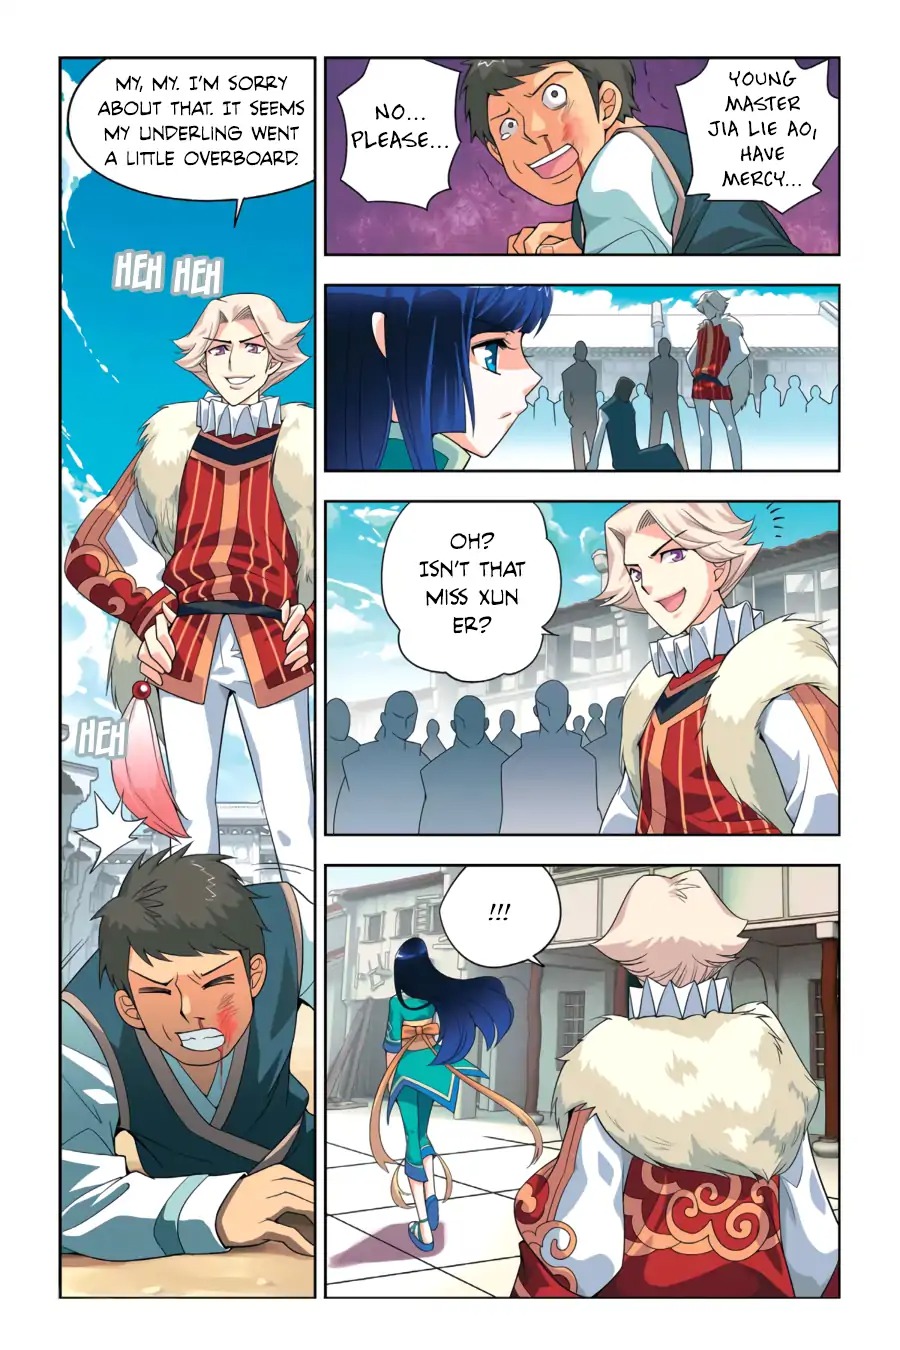 MY, MY. I'M SORRY
ABOUT THAT. IT SEEMS
MY UNDERLING WENT
A LITTLE OVERBOARD.
HEH HEH
HEH
NO...
PLEASE...
YOUNG
MASTER
JIA LIE AO,
HAVE
MERCY...
OH?
ISN'T THAT
MISS XUN
ER?
!!!